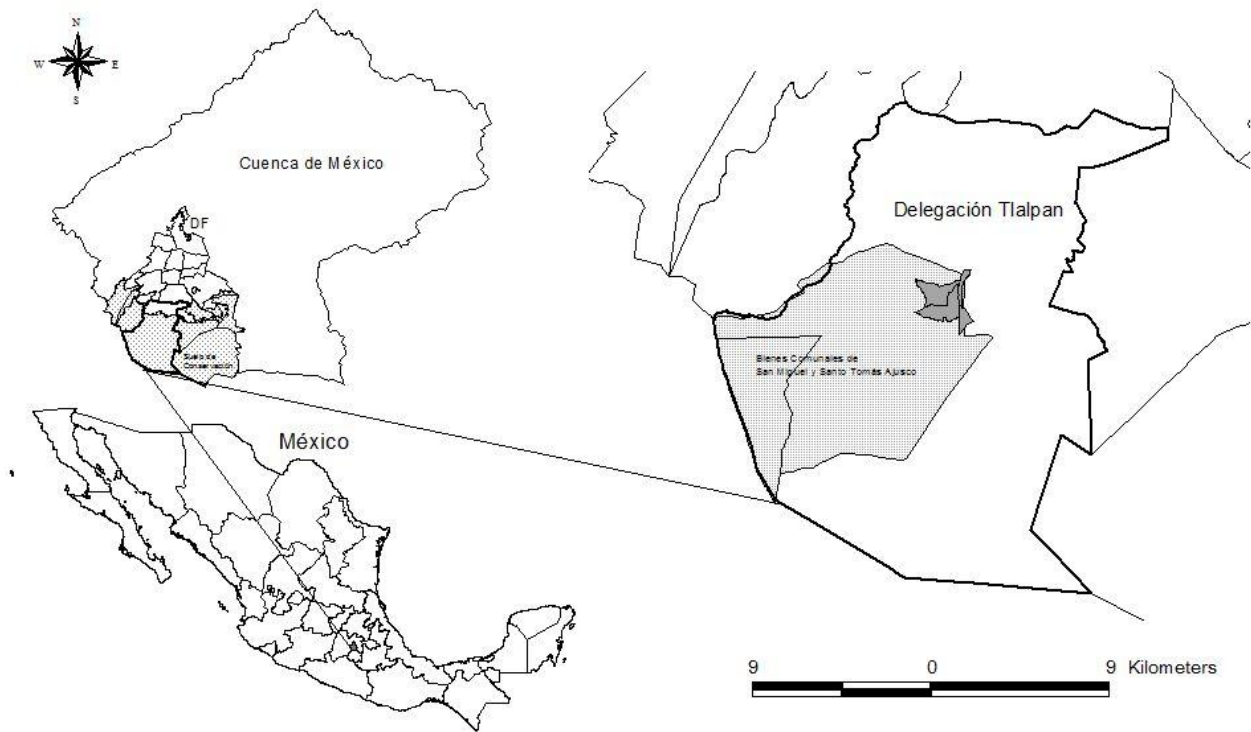 N
W E
S
Cuenca de México
DF
Suelo de
Conservación
México
Delegación Tlalpan
Bienes Comunales de
San Miguel y Santo Tomás Ajusco
9 0 9 Kilometers